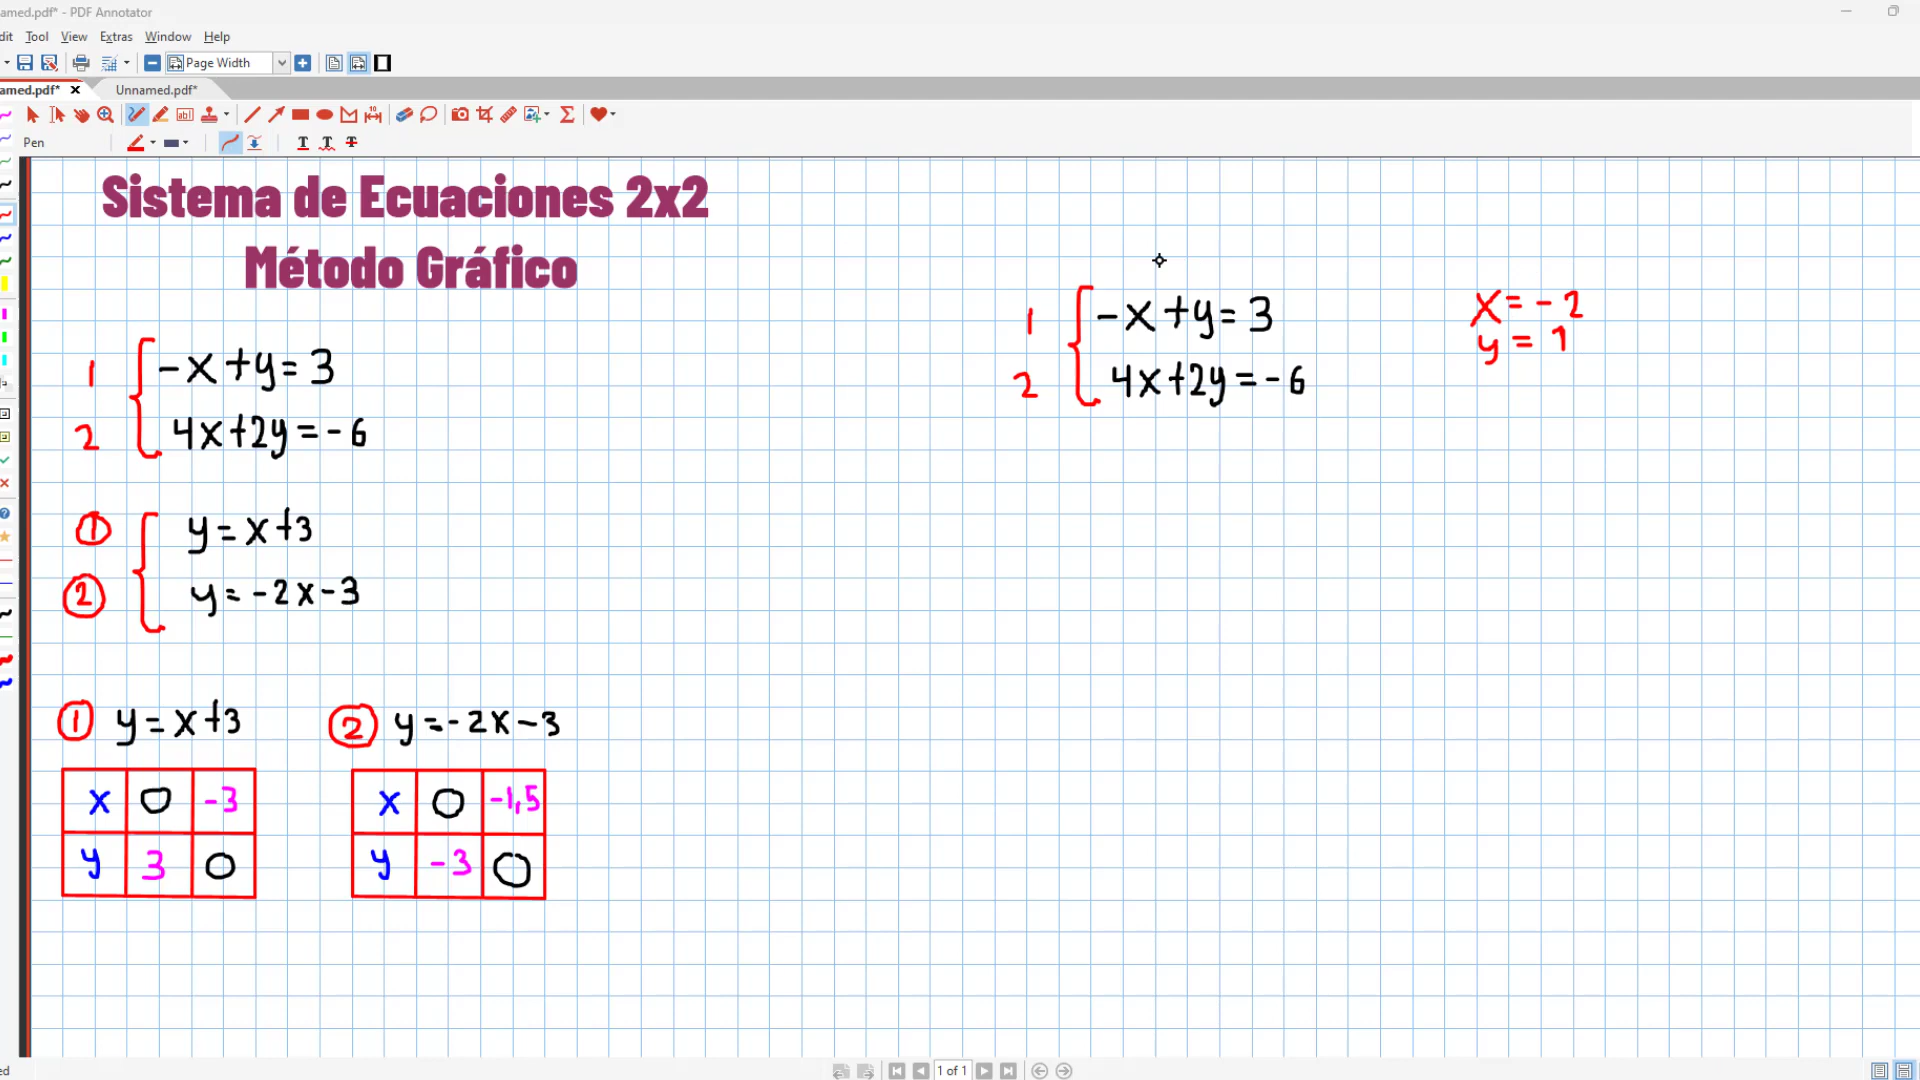 amed.pdf* - PDF Annotator
dit Tool View Extras Window Help
Page Width
amed.pdf* Unnamed.pdf*
Pen
Sistema de Ecuaciones 2x2
Método Gráfico
1 -x+y=3
2 4x+2y=-6
① y=x+3
② y=-2x-3
① y=x+3
x 0 -3
y 3 0
② y=-2x-3
x 0 -1,5
y -3 0
1 -x+y=3
2 4x+2y=-6
x=-2
y=1
ed
1 of 1